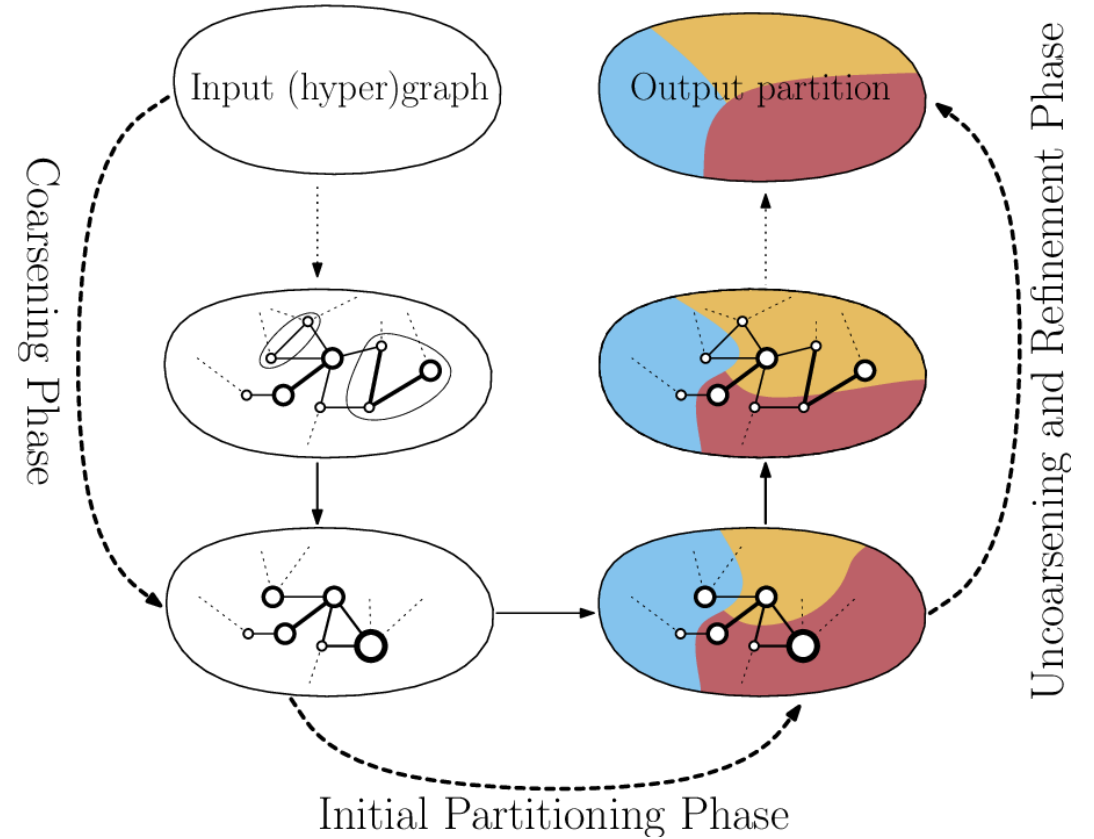 Input (hyper)graph
Output partition
Coarsening Phase
Uncoarsening and Refinement Phase
Initial Partitioning Phase